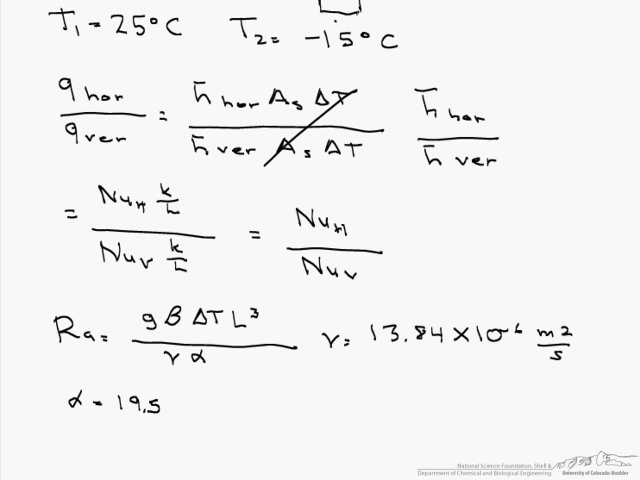 T₁ = 25°C T₂ = -15°C
q hor / q ver = h̄ hor Aₛ ΔT / h̄ ver Aₛ ΔT h̄ hor / h̄ ver
= Nu_H k/L / Nu_V k/L = Nu_H / Nu_V
Ra = g β ΔT L³ / ν α ν = 13.84 × 10⁻⁶ m2/s
α = 19.5
National Science Foundation, Shell &
Department of Chemical and Biological Engineering
University of Colorado-Boulder